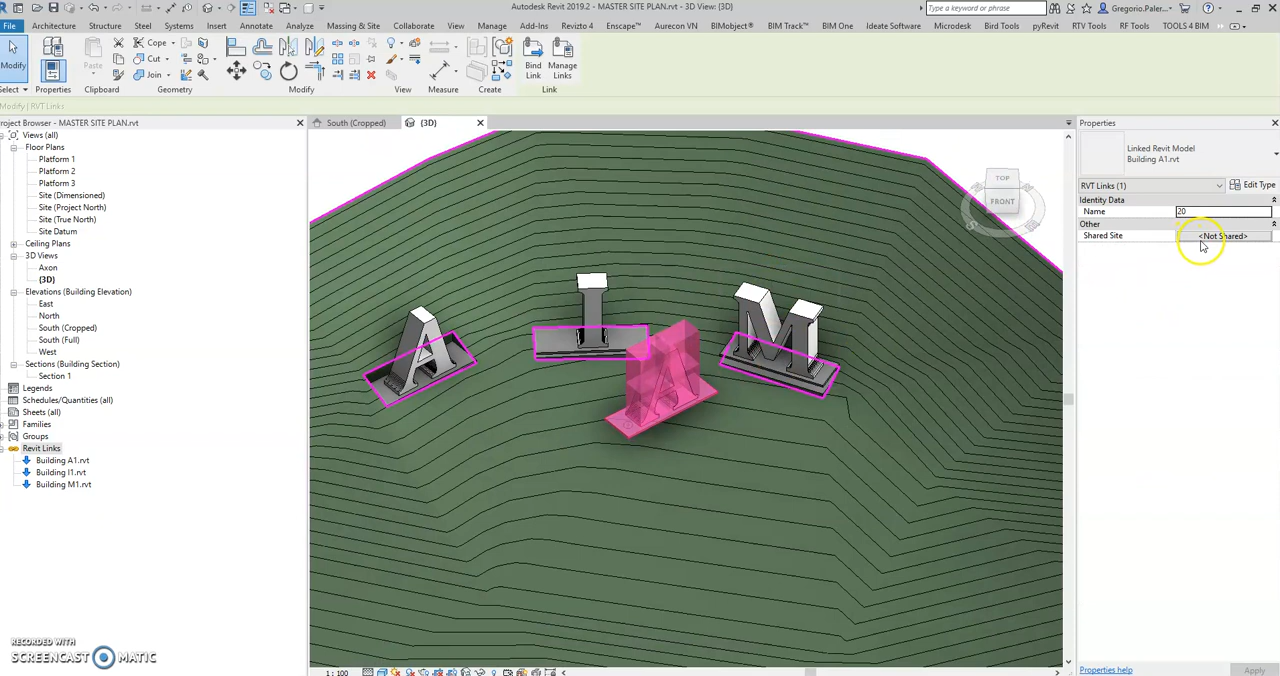 Autodesk Revit 2019.2 - MASTER SITE PLAN.rvt - 3D View: {3D}
Type a keyword or phrase
Gregorio.Paler...
File Architecture Structure Steel Systems Insert Annotate Analyze Massing & Site Collaborate View Manage Add-Ins Revizto 4 Enscape™ Aurecon VN BIMobject® BIM Track™ BIM One Ideate Software Microdesk Bird Tools pyRevit RTV Tools RF Tools TOOLS 4 BIM
Cope
Cut
Join
Modify
Paste
Bind
Link
Manage
Links
Select Properties Clipboard Geometry Modify View Measure Create Link
Modify | RVT Links
Project Browser - MASTER SITE PLAN.rvt
South (Cropped)
{3D}
Properties
Views (all)
Floor Plans
Platform 1
Platform 2
Platform 3
Site (Dimensioned)
Site (Project North)
Site (True North)
Site Datum
Ceiling Plans
3D Views
Axon
{3D}
Elevations (Building Elevation)
East
North
South (Cropped)
South (Full)
West
Sections (Building Section)
Section 1
Legends
Schedules/Quantities (all)
Sheets (all)
Families
Groups
Revit Links
Building A1.rvt
Building I1.rvt
Building M1.rvt
TOP
FRONT
A I A M
Linked Revit Model
Building A1.rvt
RVT Links (1)
Edit Type
Identity Data
Name 20
Other
Shared Site <Not Shared>
RECORDED WITH
SCREENCAST MATIC
1 : 100
Properties help
Apply